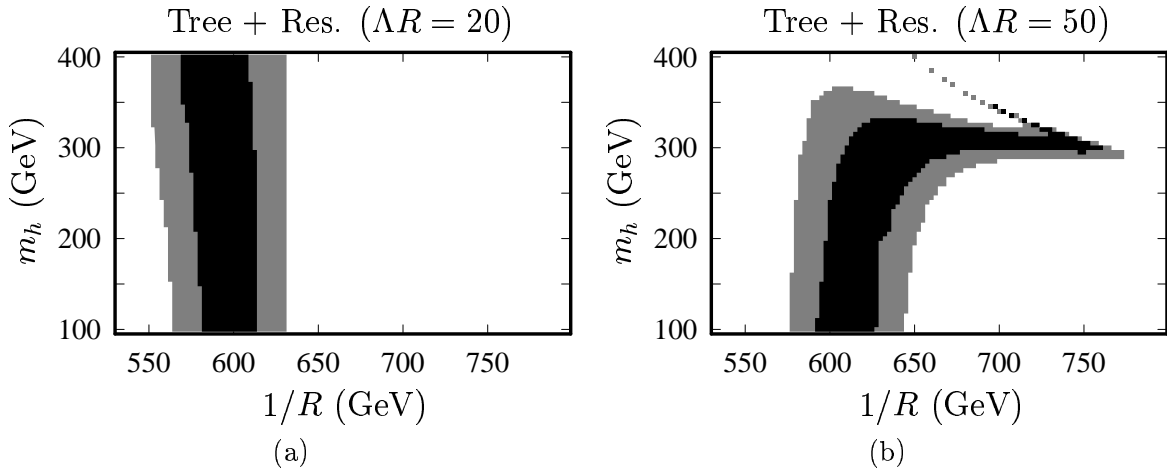 Tree + Res. (ΛR = 20)
400
300
200
100
m_h (GeV)
550 600 650 700 750
1/R (GeV)
(a)
Tree + Res. (ΛR = 50)
400
300
200
100
m_h (GeV)
550 600 650 700 750
1/R (GeV)
(b)